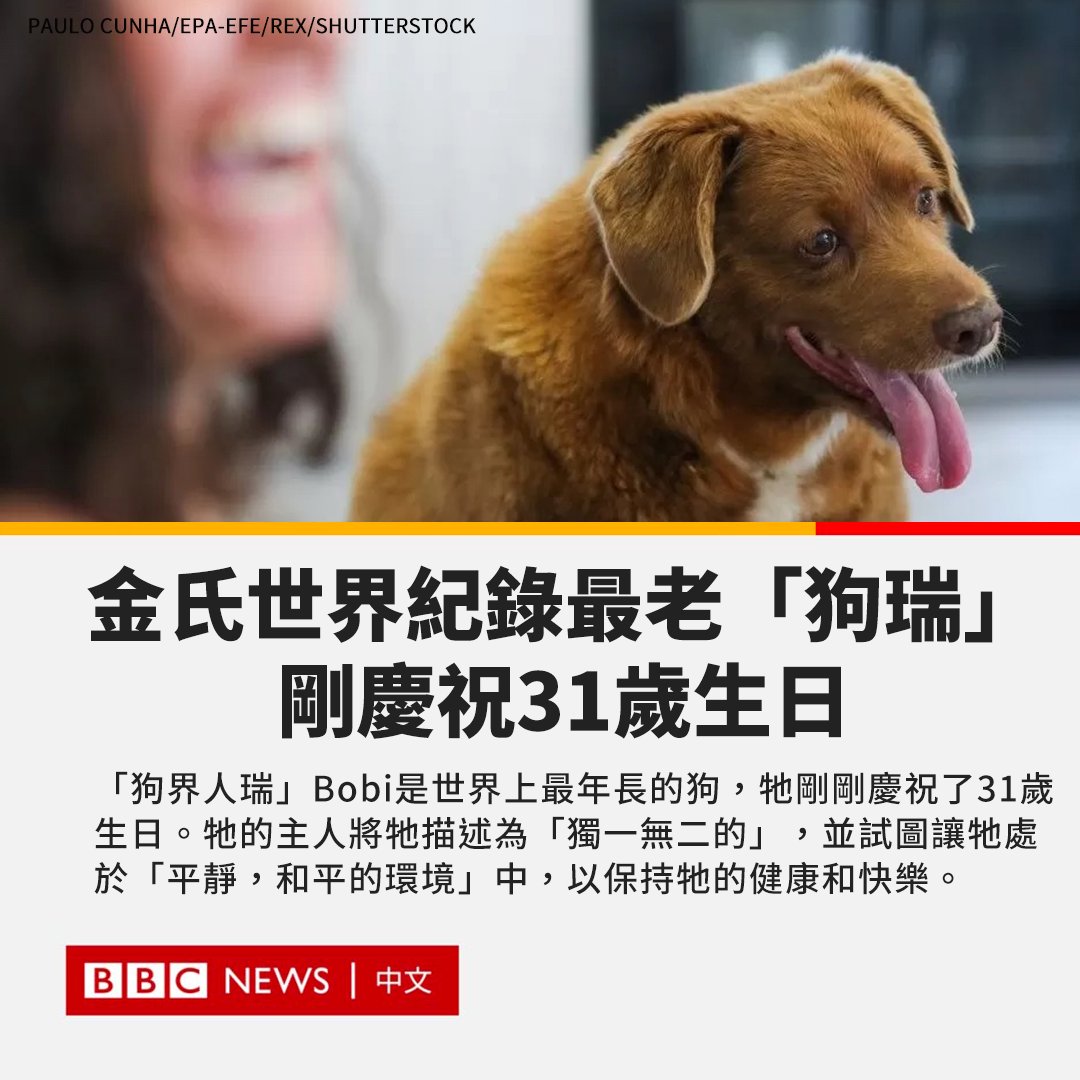 PAULO CUNHA/EPA-EFE/REX/SHUTTERSTOCK
金氏世界紀錄最老「狗瑞」
剛慶祝31歲生日
「狗界人瑞」Bobi是世界上最年長的狗，牠剛剛慶祝了31歲
生日。牠的主人將牠描述為「獨一無二的」，並試圖讓牠處
於「平靜，和平的環境」中，以保持牠的健康和快樂。
BBC NEWS | 中文